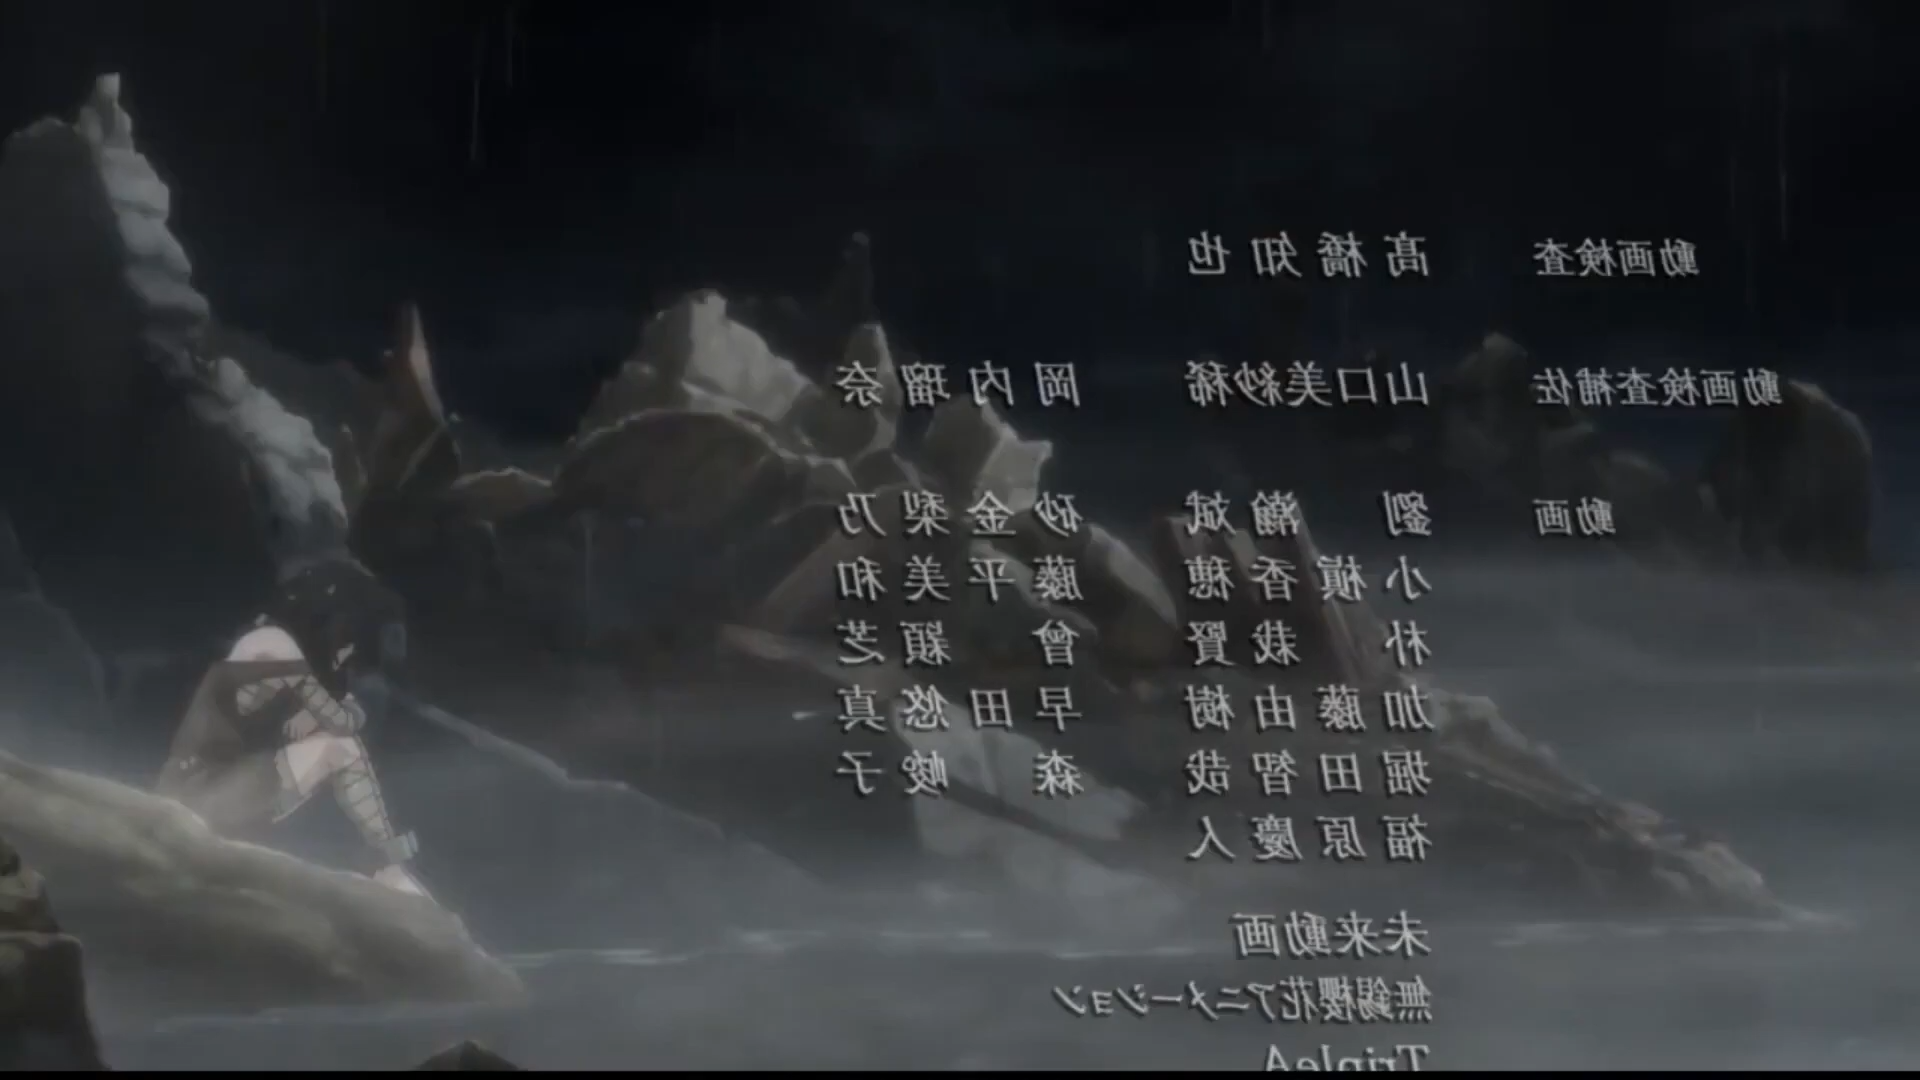 動画検査 髙橋知也
動画検査補佐 山口美紗稀 岡内瑠奈
動画 劉瀚斌 砂金梨乃
小槇香穂 藤平美和
朴栽賢 曾穎芝
加藤由樹 早田悠真
堀田智哉 森峻子
福原慶人
未来動画
無錫櫻花アニメーション
TripleA